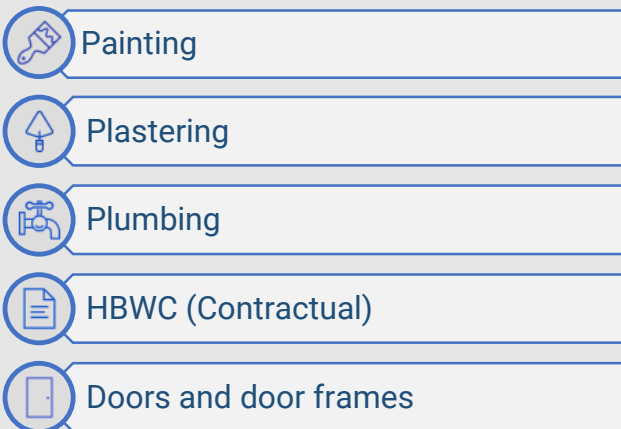 Painting
Plastering
Plumbing
HBWC (Contractual)
Doors and door frames